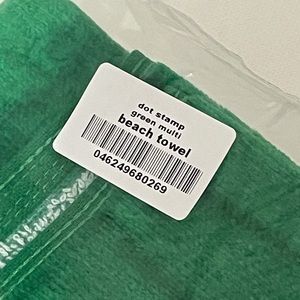 dot stamp
green multi
beach towel
046249680269